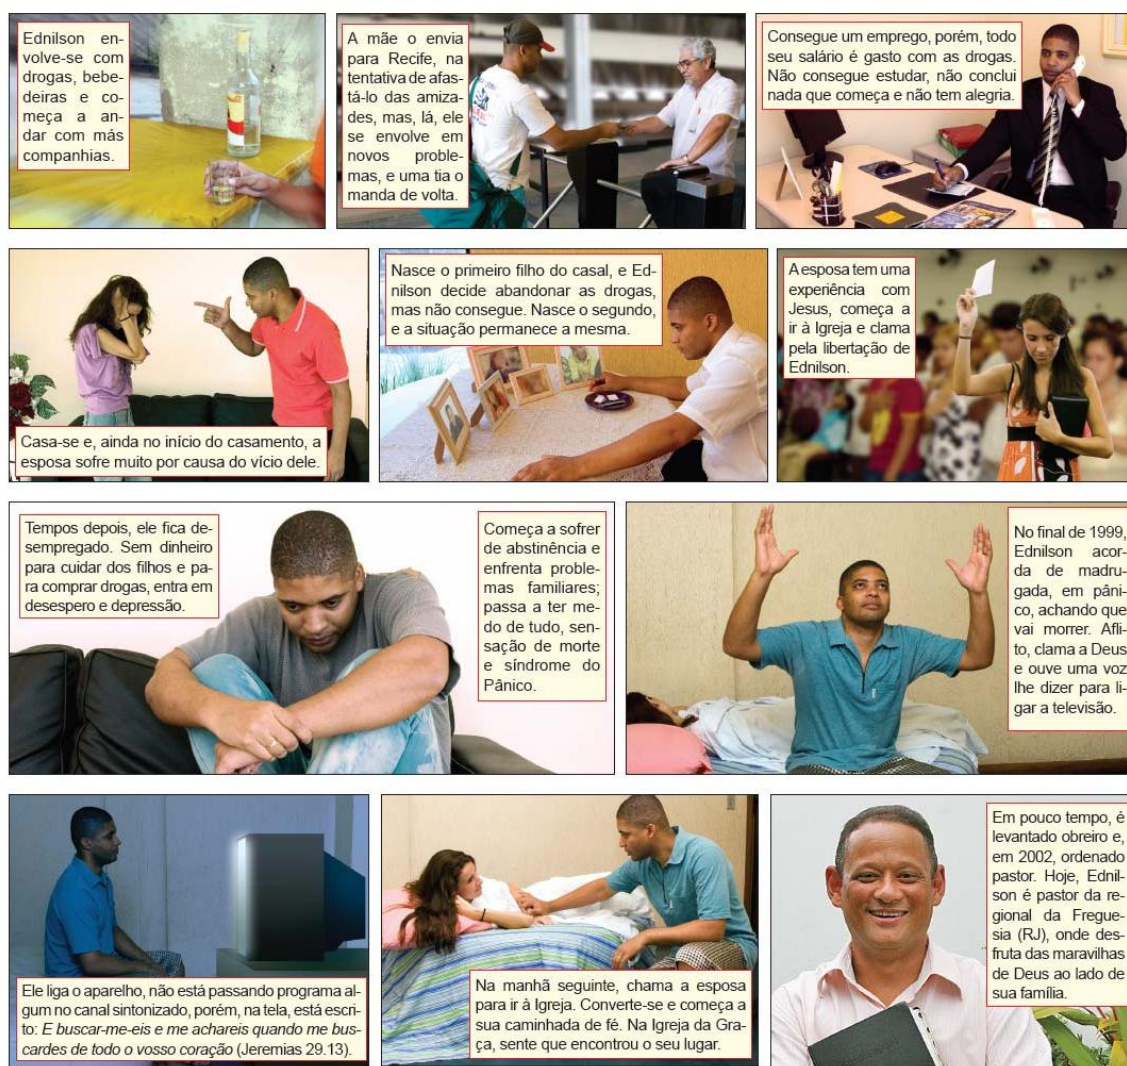 Ednilson en-
volve-se com
drogas, bebe-
deiras e co-
meça a an-
dar com más
companhias.
A mãe o envia
para Recife, na
tentativa de afas-
tá-lo das amiza-
des, mas, lá, ele
se envolve em
novos proble-
mas, e uma tia o
manda de volta.
Consegue um emprego, porém, todo
seu salário é gasto com as drogas.
Não consegue estudar, não conclui
nada que começa e não tem alegria.
Casa-se e, ainda no início do casamento, a
esposa sofre muito por causa do vício dele.
Nasce o primeiro filho do casal, e Ed-
nilson decide abandonar as drogas,
mas não consegue. Nasce o segundo,
e a situação permanece a mesma.
A esposa tem uma
experiência com
Jesus, começa a
ir à Igreja e clama
pela libertação de
Ednilson.
Tempos depois, ele fica de-
sempregado. Sem dinheiro
para cuidar dos filhos e pa-
ra comprar drogas, entra em
desespero e depressão.
Começa a sofrer
de abstinência e
enfrenta proble-
mas familiares;
passa a ter me-
do de tudo, sen-
sação de morte
e síndrome do
Pânico.
No final de 1999,
Ednilson acor-
da de madru-
gada, em pâni-
co, achando que
vai morrer. Afli-
to, clama a Deus
e ouve uma voz
lhe dizer para li-
gar a televisão.
Ele liga o aparelho, não está passando programa al-
gum no canal sintonizado, porém, na tela, está escri-
to: E buscar-me-eis e me achareis quando me bus-
cardes de todo o vosso coração (Jeremias 29.13).
Na manhã seguinte, chama a esposa
para ir à Igreja. Converte-se e começa a
sua caminhada de fé. Na Igreja da Gra-
ça, sente que encontrou o seu lugar.
Em pouco tempo, é
levantado obreiro e,
em 2002, ordenado
pastor. Hoje, Ednil-
son é pastor da re-
gional da Fregue-
sia (RJ), onde des-
fruta das maravilhas
de Deus ao lado de
sua família.